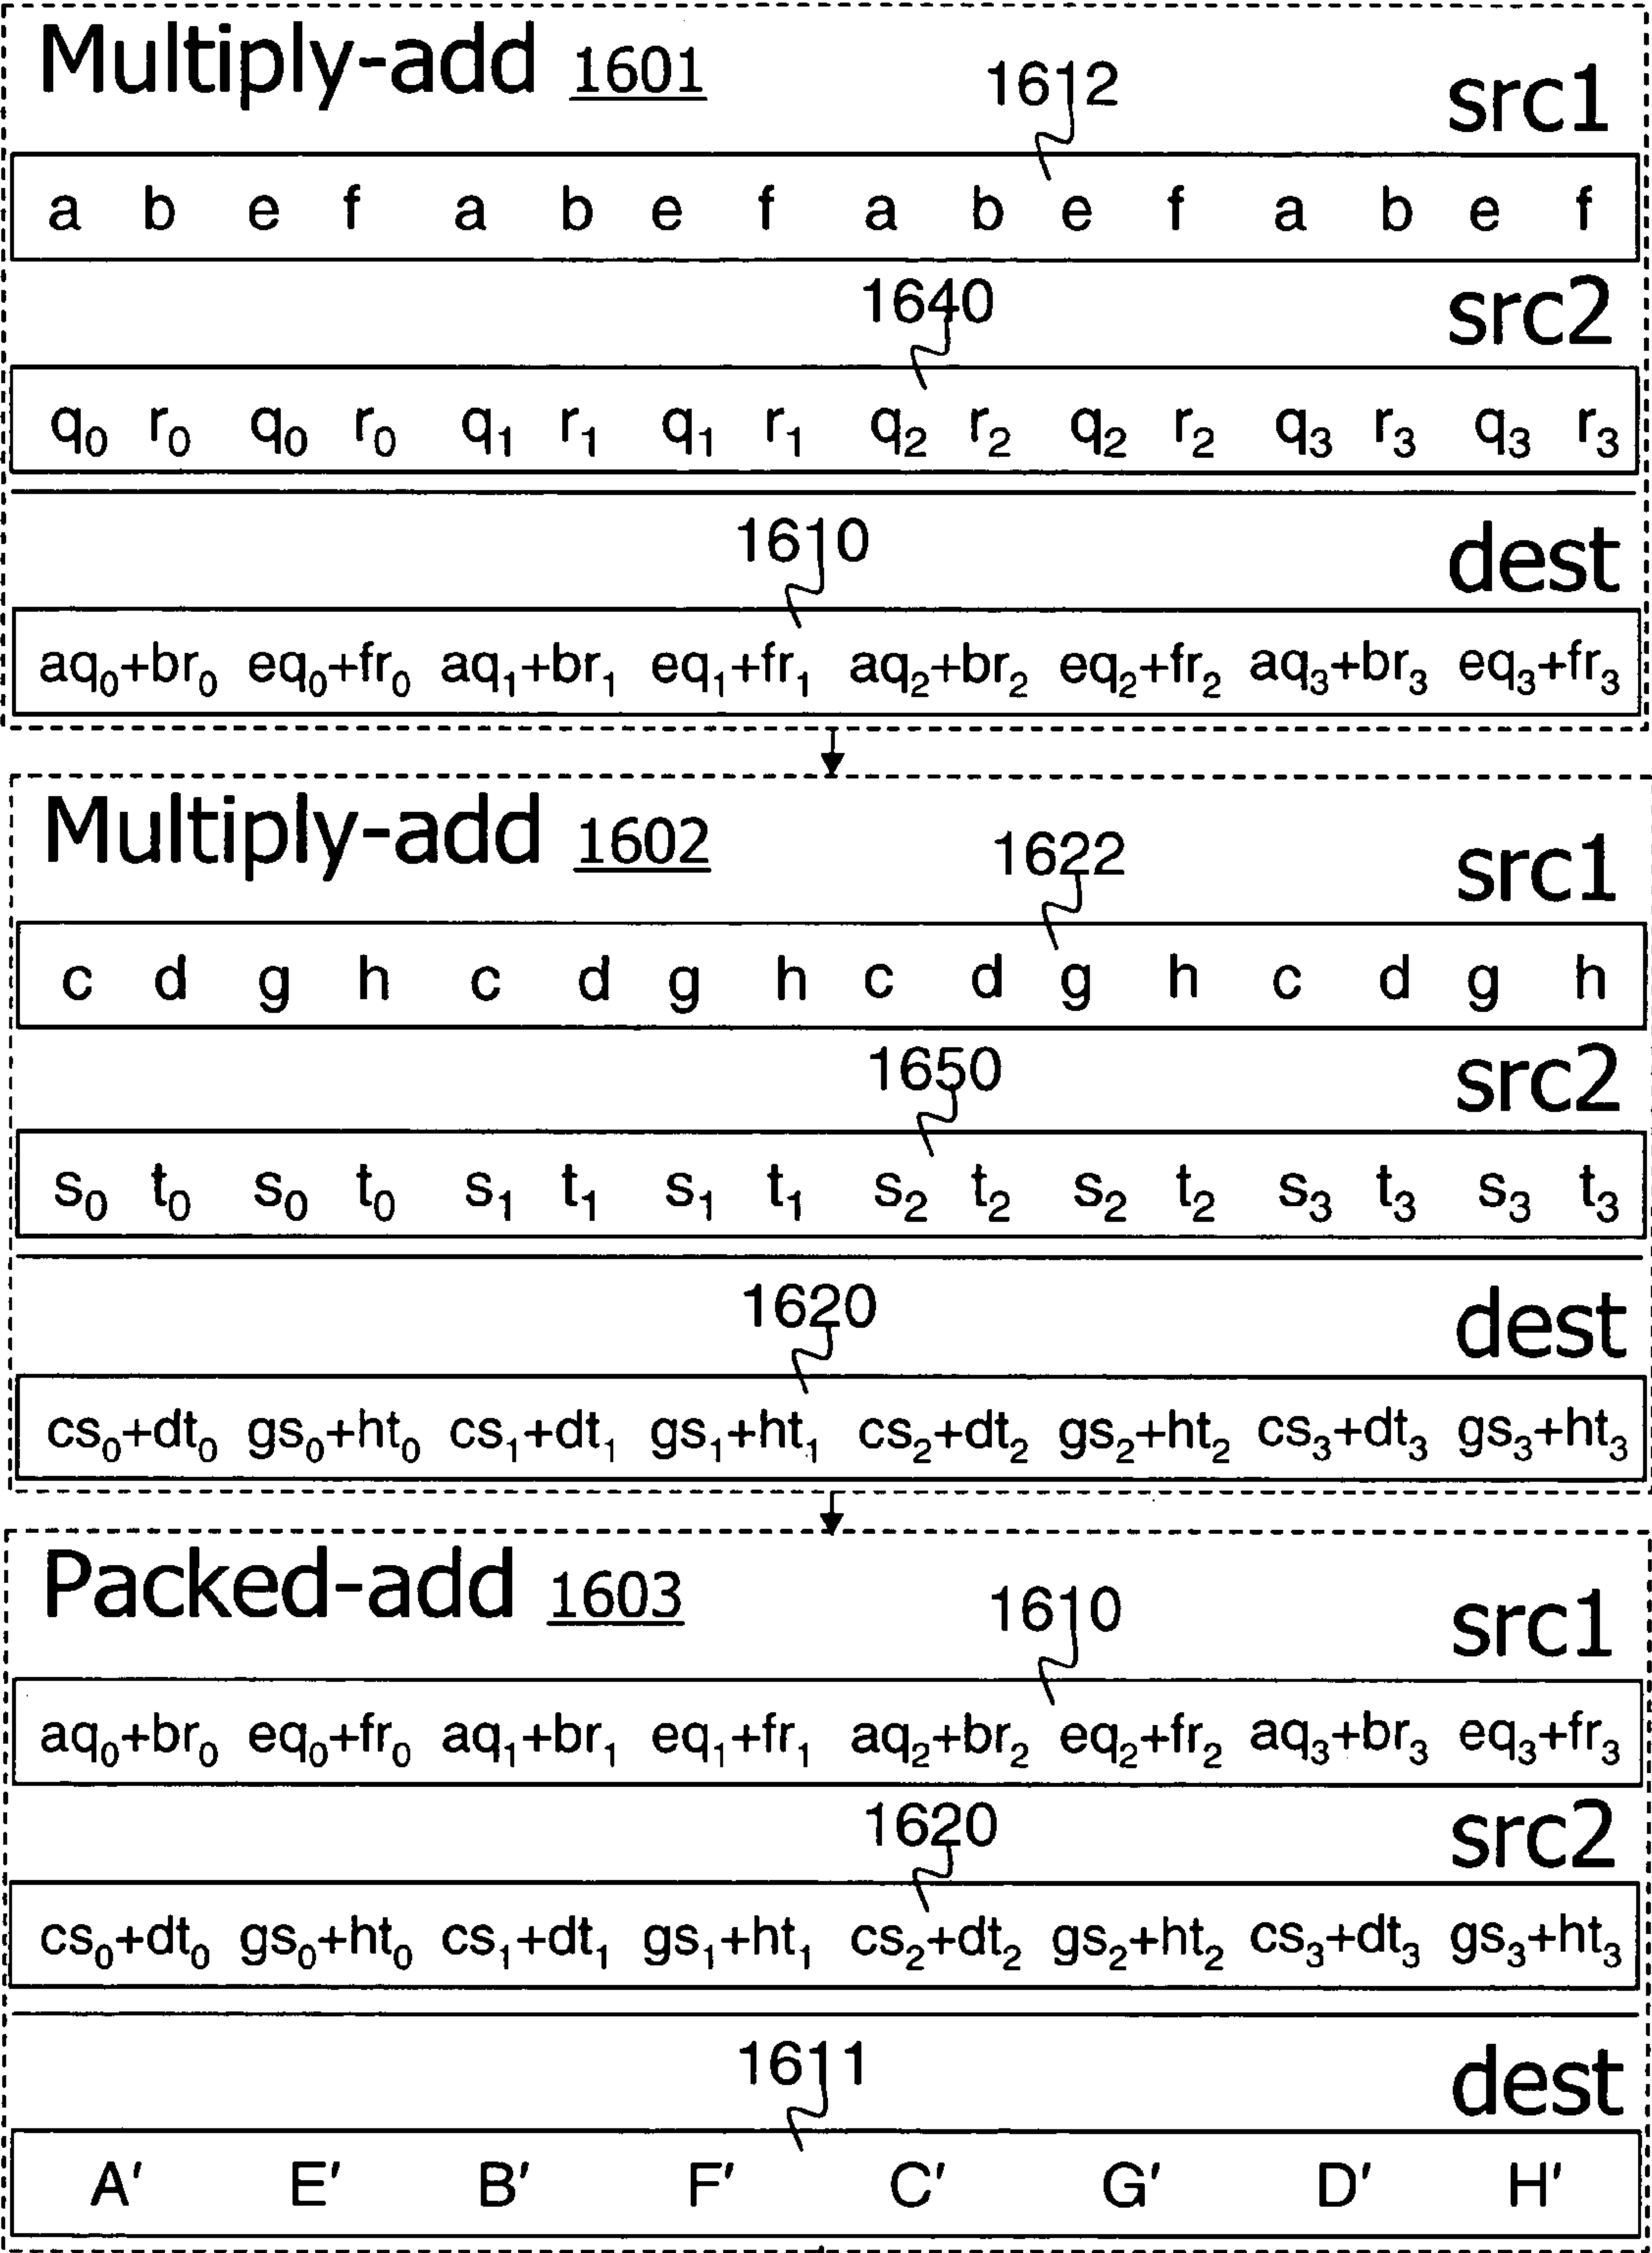 Multiply-add 1601 1612 src1
a b e f a b e f a b e f a b e f
1640 src2
q₀ r₀ q₀ r₀ q₁ r₁ q₁ r₁ q₂ r₂ q₂ r₂ q₃ r₃ q₃ r₃
1610 dest
aq₀+br₀ eq₀+fr₀ aq₁+br₁ eq₁+fr₁ aq₂+br₂ eq₂+fr₂ aq₃+br₃ eq₃+fr₃
Multiply-add 1602 1622 src1
c d g h c d g h c d g h c d g h
1650 src2
s₀ t₀ s₀ t₀ s₁ t₁ s₁ t₁ s₂ t₂ s₂ t₂ s₃ t₃ s₃ t₃
1620 dest
cs₀+dt₀ gs₀+ht₀ cs₁+dt₁ gs₁+ht₁ cs₂+dt₂ gs₂+ht₂ cs₃+dt₃ gs₃+ht₃
Packed-add 1603 1610 src1
aq₀+br₀ eq₀+fr₀ aq₁+br₁ eq₁+fr₁ aq₂+br₂ eq₂+fr₂ aq₃+br₃ eq₃+fr₃
1620 src2
cs₀+dt₀ gs₀+ht₀ cs₁+dt₁ gs₁+ht₁ cs₂+dt₂ gs₂+ht₂ cs₃+dt₃ gs₃+ht₃
1611 dest
A′ E′ B′ F′ C′ G′ D′ H′